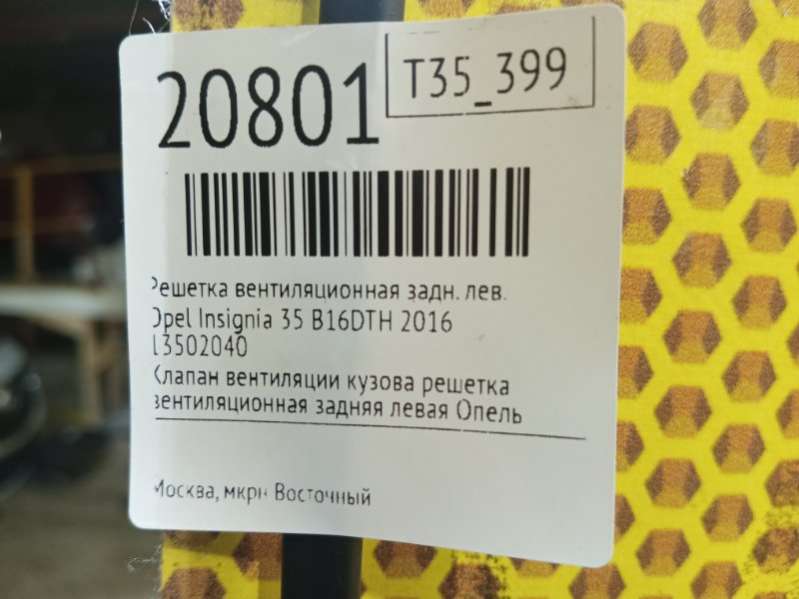 20801
T35_399
Решетка вентиляционная задн. лев.
Opel Insignia 35 B16DTH 2016
13502040
Клапан вентиляции кузова решетка
вентиляционная задняя левая Опель
Москва, мкрн Восточный